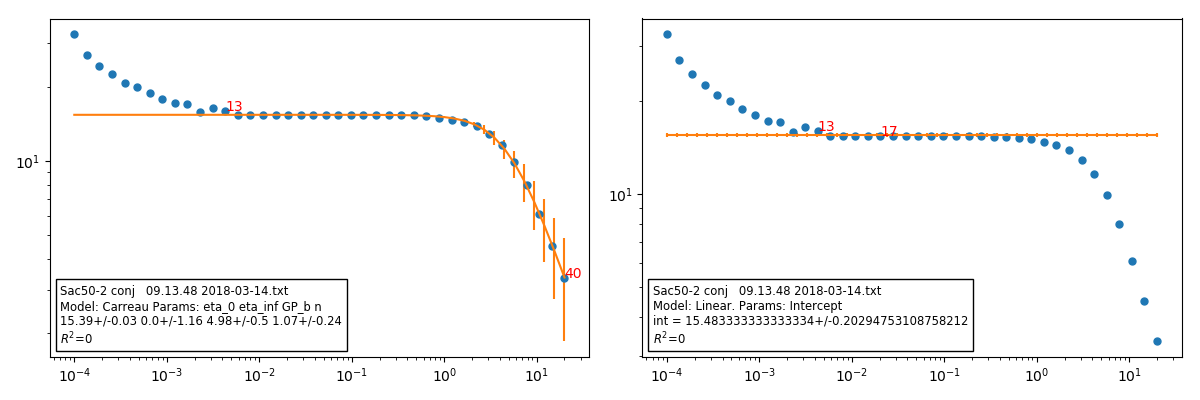 13
40
10¹
Sac50-2 conj   09.13.48 2018-03-14.txt
Model: Carreau Params: eta_0 eta_inf GP_b n
15.39+/-0.03 0.0+/-1.16 4.98+/-0.5 1.07+/-0.24
R²=0
10⁻⁴ 10⁻³ 10⁻² 10⁻¹ 10⁰ 10¹
13
17
10¹
Sac50-2 conj   09.13.48 2018-03-14.txt
Model: Linear. Params: Intercept
int = 15.483333333333334+/-0.20294753108758212
R²=0
10⁻⁴ 10⁻³ 10⁻² 10⁻¹ 10⁰ 10¹